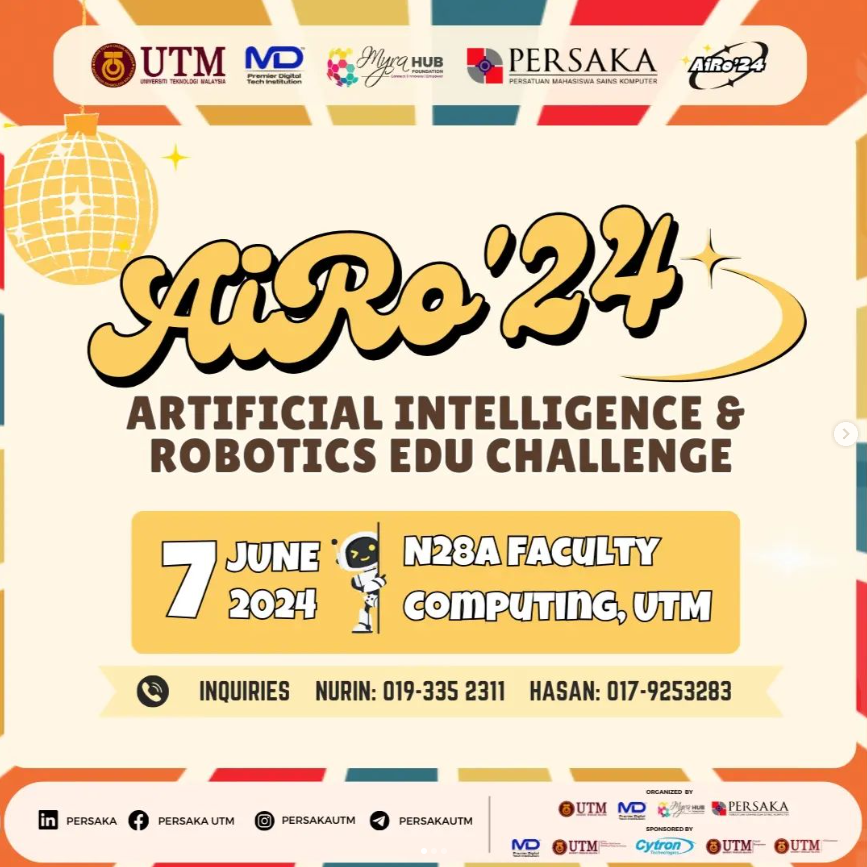 UTM
UNIVERSITI TEKNOLOGI MALAYSIA
MD
Premier Digital
Tech Institution
Myra HUB
FOUNDATION
PERSAKA
PERSATUAN MAHASISWA SAINS KOMPUTER
AiRo'24
AiRo'24
ARTIFICIAL INTELLIGENCE &
ROBOTICS EDU CHALLENGE
7 JUNE
2024
N28A FACULTY
COMPUTING, UTM
INQUIRIES NURIN: 019-335 2311 HASAN: 017-9253283
PERSAKA PERSAKA UTM PERSAKAUTM PERSAKAUTM
ORGANIZED BY
UTM MD Myra HUB PERSAKA
SPONSORED BY
MD UTM Cytron UTM UTM
Technologies